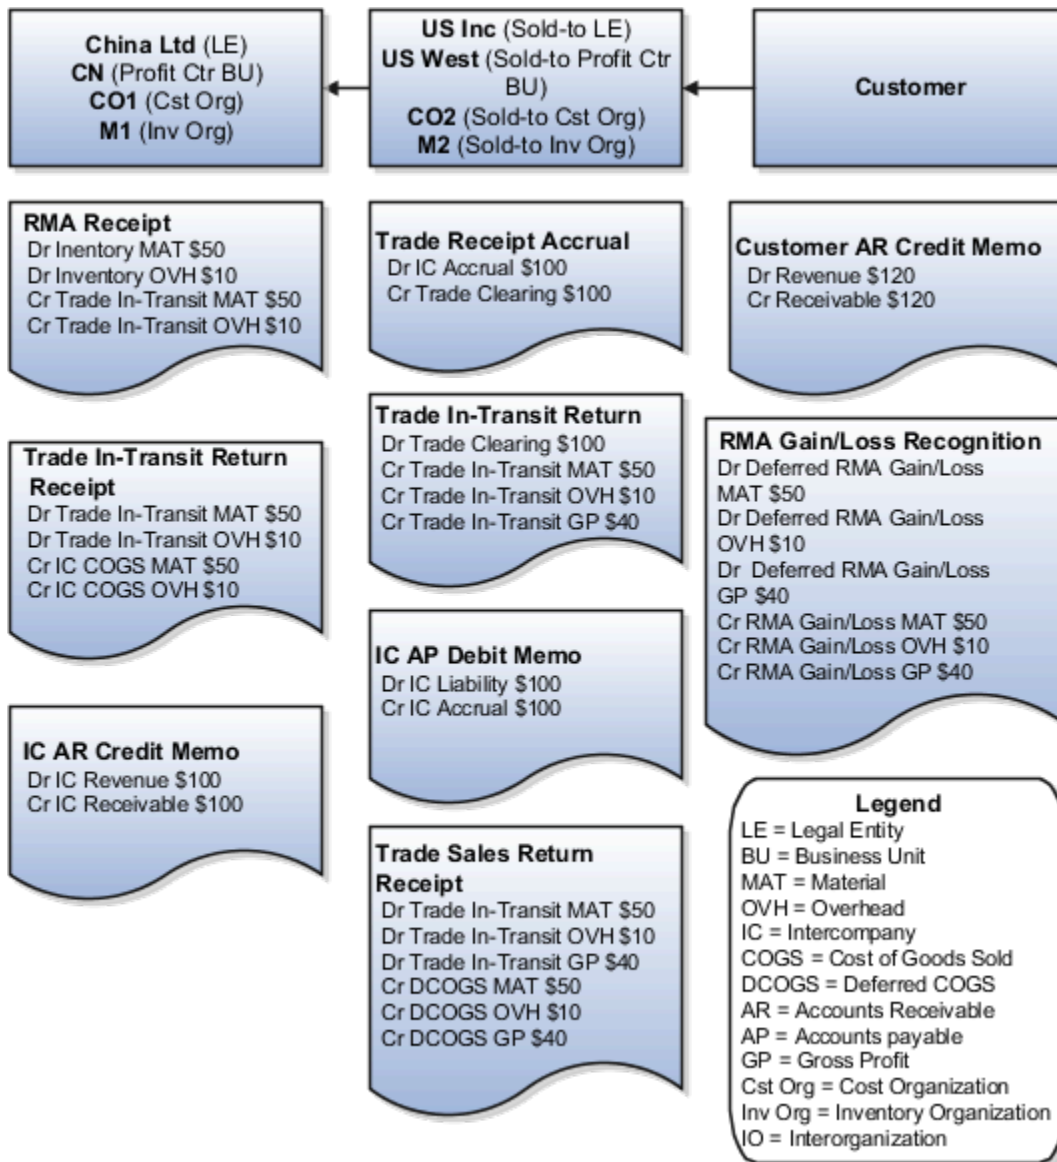 China Ltd (LE)
CN (Profit Ctr BU)
CO1 (Cst Org)
M1 (Inv Org)
US Inc (Sold-to LE)
US West (Sold-to Profit Ctr
BU)
CO2 (Sold-to Cst Org)
M2 (Sold-to Inv Org)
Customer
RMA Receipt
Dr Inentory MAT $50
Dr Inventory OVH $10
Cr Trade In-Transit MAT $50
Cr Trade In-Transit OVH $10
Trade In-Transit Return
Receipt
Dr Trade In-Transit MAT $50
Dr Trade In-Transit OVH $10
Cr IC COGS MAT $50
Cr IC COGS OVH $10
IC AR Credit Memo
Dr IC Revenue $100
Cr IC Receivable $100
Trade Receipt Accrual
Dr IC Accrual $100
Cr Trade Clearing $100
Trade In-Transit Return
Dr Trade Clearing $100
Cr Trade In-Transit MAT $50
Cr Trade In-Transit OVH $10
Cr Trade In-Transit GP $40
IC AP Debit Memo
Dr IC Liability $100
Cr IC Accrual $100
Trade Sales Return
Receipt
Dr Trade In-Transit MAT $50
Dr Trade In-Transit OVH $10
Dr Trade In-Transit GP $40
Cr DCOGS MAT $50
Cr DCOGS OVH $10
Cr DCOGS GP $40
Customer AR Credit Memo
Dr Revenue $120
Cr Receivable $120
RMA Gain/Loss Recognition
Dr Deferred RMA Gain/Loss
MAT $50
Dr Deferred RMA Gain/Loss
OVH $10
Dr Deferred RMA Gain/Loss
GP $40
Cr RMA Gain/Loss MAT $50
Cr RMA Gain/Loss OVH $10
Cr RMA Gain/Loss GP $40
Legend
LE = Legal Entity
BU = Business Unit
MAT = Material
OVH = Overhead
IC = Intercompany
COGS = Cost of Goods Sold
DCOGS = Deferred COGS
AR = Accounts Receivable
AP = Accounts payable
GP = Gross Profit
Cst Org = Cost Organization
Inv Org = Inventory Organization
IO = Interorganization